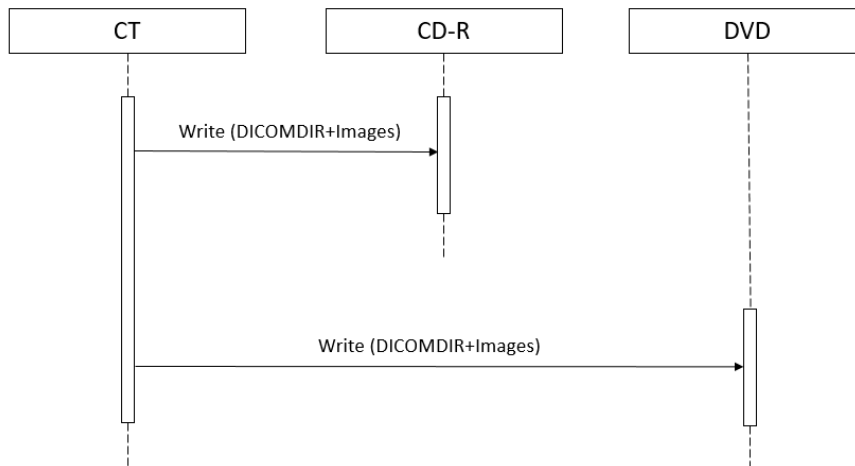 CT
CD-R
DVD
Write (DICOMDIR+Images)
Write (DICOMDIR+Images)